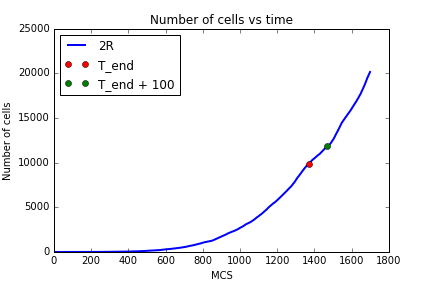 Number of cells vs time
2R
T_end
T_end + 100
25000
20000
15000
10000
5000
0
Number of cells
0 200 400 600 800 1000 1200 1400 1600 1800
MCS